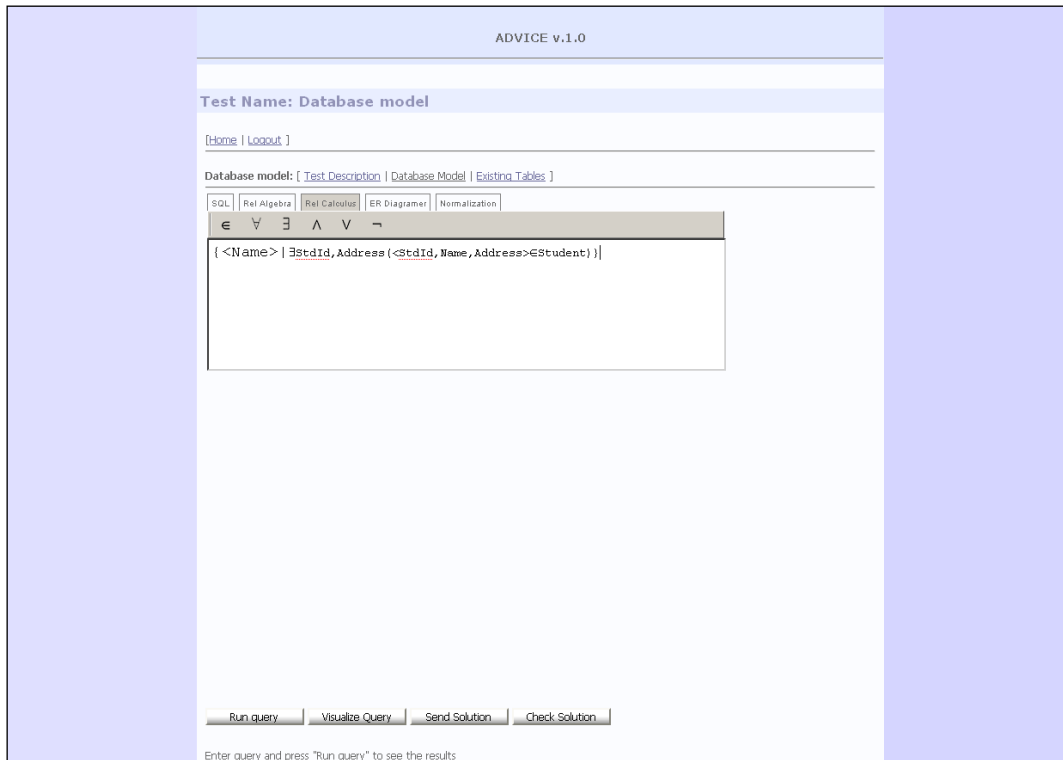 ADVICE v.1.0
Test Name: Database model
[Home | Logout ]
Database model: [ Test Description | Database Model | Existing Tables ]
SQL Rel Algebra Rel Calculus ER Diagramer Normalization
∈ ∀ ∃ ∧ ∨ ¬
{<Name>|∃StdId,Address(<StdId,Name,Address>∈Student)}
Run query Visualize Query Send Solution Check Solution
Enter query and press "Run query" to see the results